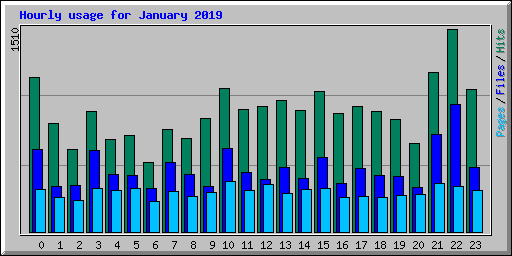 Hourly usage for January 2019
1510
Pages / Files / Hits
0 1 2 3 4 5 6 7 8 9 10 11 12 13 14 15 16 17 18 19 20 21 22 23